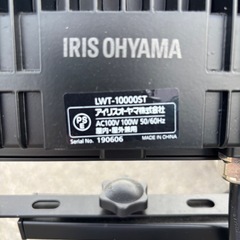 IRIS OHYAMA
LWT-10000ST
PSE
アイリスオーヤマ株式会社
AC100V 100W 50/60Hz
屋内・屋外兼用 MADE IN CHINA
Serial No. 190606